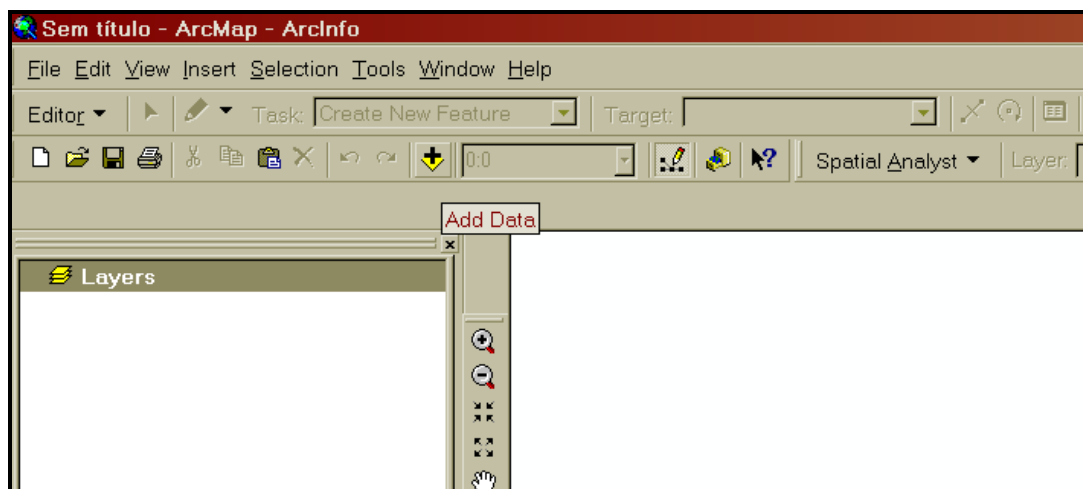 Sem título - ArcMap - ArcInfo
File Edit View Insert Selection Tools Window Help
Editor Task: Create New Feature Target:
0:0 Spatial Analyst Layer:
Add Data
Layers